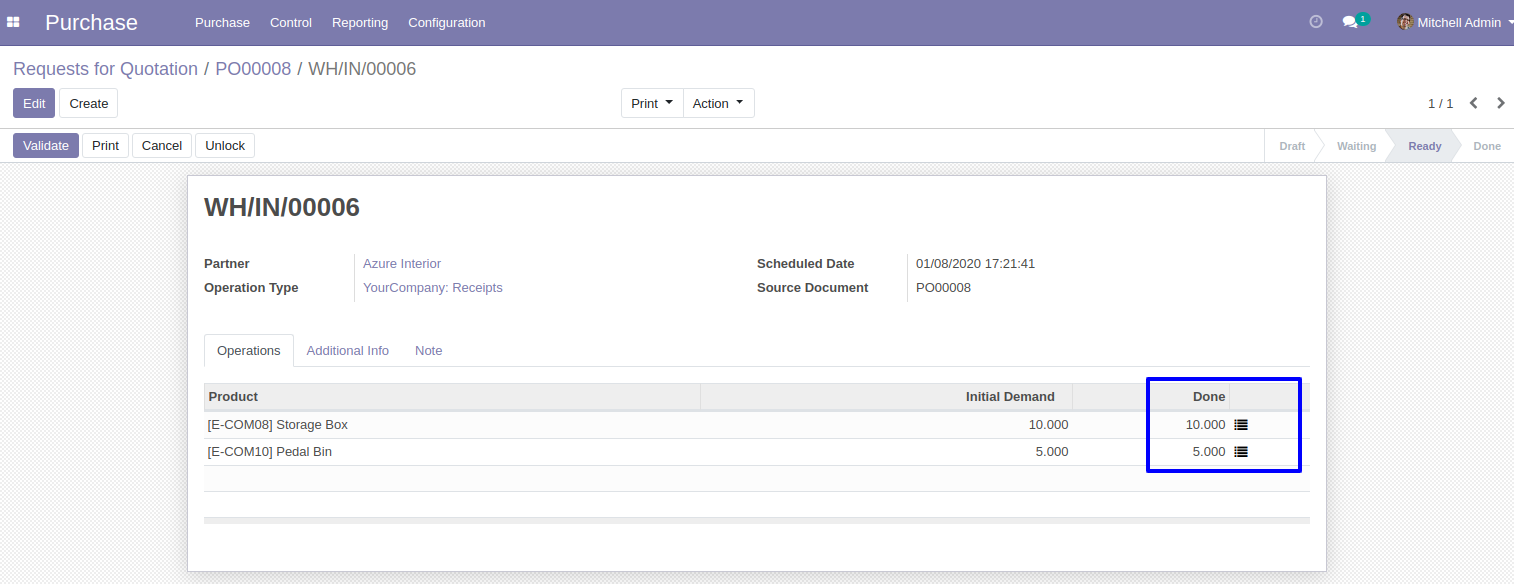 Purchase Purchase Control Reporting Configuration 1 Mitchell Admin
Requests for Quotation / PO00008 / WH/IN/00006
Edit Create Print Action 1 / 1
Validate Print Cancel Unlock Draft Waiting Ready Done
WH/IN/00006
Partner Azure Interior Scheduled Date 01/08/2020 17:21:41
Operation Type YourCompany: Receipts Source Document PO00008
Operations Additional Info Note
Product Initial Demand Done
[E-COM08] Storage Box 10.000 10.000
[E-COM10] Pedal Bin 5.000 5.000